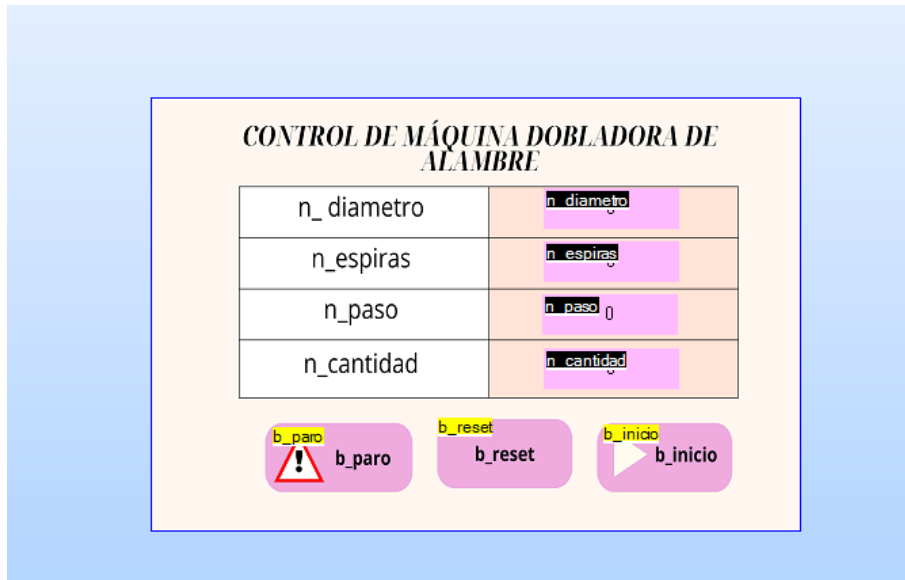 CONTROL DE MÁQUINA DOBLADORA DE
ALAMBRE
n_ diametro
n_diametro
n_espiras
n_espiras
n_paso
n_paso
0
n_cantidad
n_cantidad
b_paro
b_paro
b_reset
b_reset
b_inicio
b_inicio